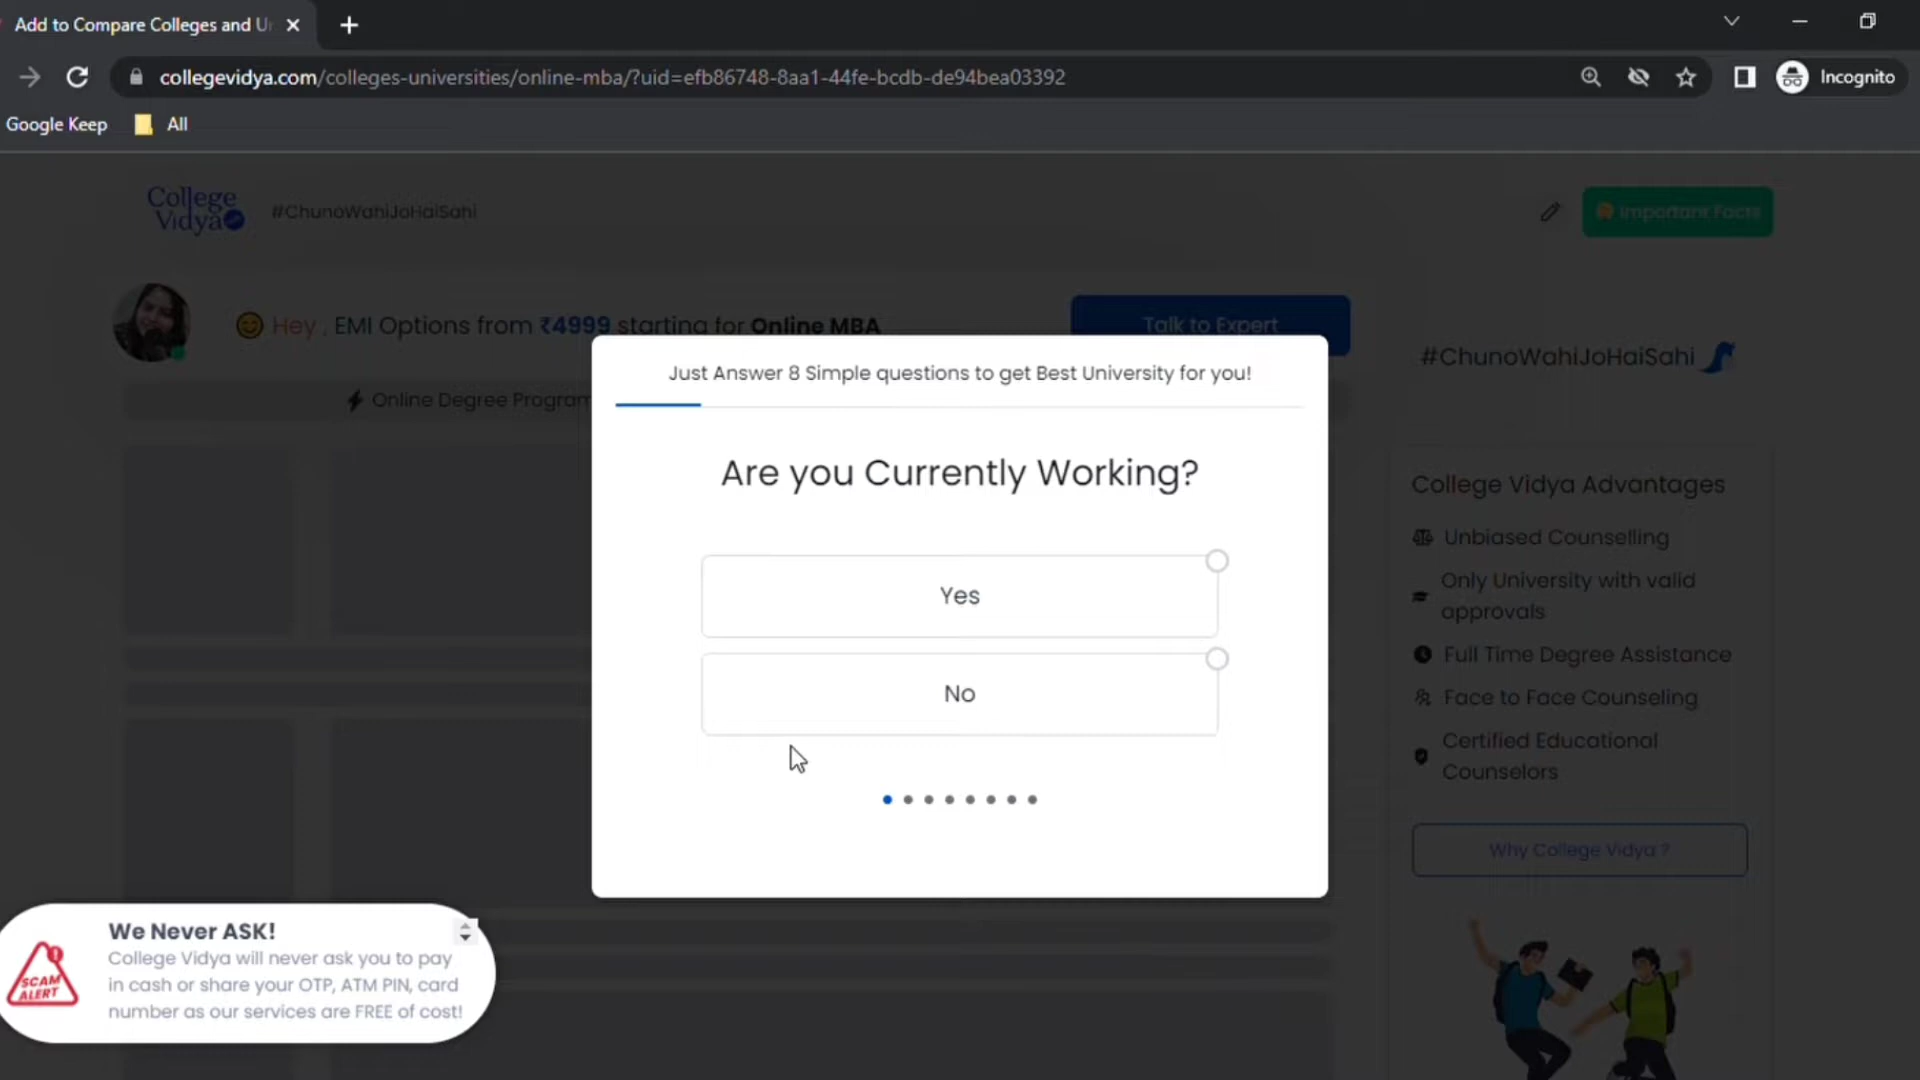 Add to Compare Colleges and Ur
collegevidya.com/colleges-universities/online-mba/?uid=efb86748-8aa1-44fe-bcdb-de94bea03392
Incognito
Google Keep
All
College
Vidya
#ChunoWahiJoHaiSahi
Important Facts
Hey , EMI Options from ₹4999 starting for Online MBA
Talk to Expert
#ChunoWahiJoHaiSahi
Just Answer 8 Simple questions to get Best University for you!
Online Degree Program
Are you Currently Working?
Yes
No
College Vidya Advantages
Unbiased Counselling
Only University with valid
approvals
Full Time Degree Assistance
Face to Face Counseling
Certified Educational
Counselors
Why College Vidya ?
SCAM
ALERT
We Never ASK!
College Vidya will never ask you to pay
in cash or share your OTP, ATM PIN, card
number as our services are FREE of cost!